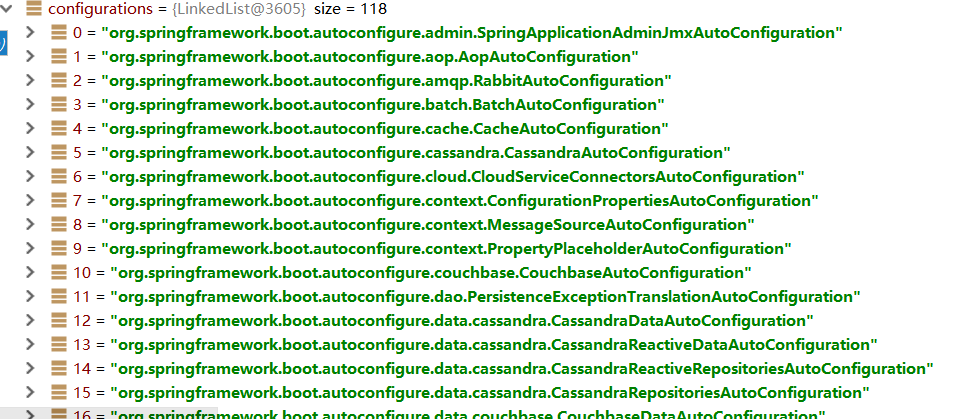 configurations = {LinkedList@3605} size = 118
0 = "org.springframework.boot.autoconfigure.admin.SpringApplicationAdminJmxAutoConfiguration"
1 = "org.springframework.boot.autoconfigure.aop.AopAutoConfiguration"
2 = "org.springframework.boot.autoconfigure.amqp.RabbitAutoConfiguration"
3 = "org.springframework.boot.autoconfigure.batch.BatchAutoConfiguration"
4 = "org.springframework.boot.autoconfigure.cache.CacheAutoConfiguration"
5 = "org.springframework.boot.autoconfigure.cassandra.CassandraAutoConfiguration"
6 = "org.springframework.boot.autoconfigure.cloud.CloudServiceConnectorsAutoConfiguration"
7 = "org.springframework.boot.autoconfigure.context.ConfigurationPropertiesAutoConfiguration"
8 = "org.springframework.boot.autoconfigure.context.MessageSourceAutoConfiguration"
9 = "org.springframework.boot.autoconfigure.context.PropertyPlaceholderAutoConfiguration"
10 = "org.springframework.boot.autoconfigure.couchbase.CouchbaseAutoConfiguration"
11 = "org.springframework.boot.autoconfigure.dao.PersistenceExceptionTranslationAutoConfiguration"
12 = "org.springframework.boot.autoconfigure.data.cassandra.CassandraDataAutoConfiguration"
13 = "org.springframework.boot.autoconfigure.data.cassandra.CassandraReactiveDataAutoConfiguration"
14 = "org.springframework.boot.autoconfigure.data.cassandra.CassandraReactiveRepositoriesAutoConfiguration"
15 = "org.springframework.boot.autoconfigure.data.cassandra.CassandraRepositoriesAutoConfiguration"
16 = "org.springframework.boot.autoconfigure.data.couchbase.CouchbaseDataAutoConfiguration"